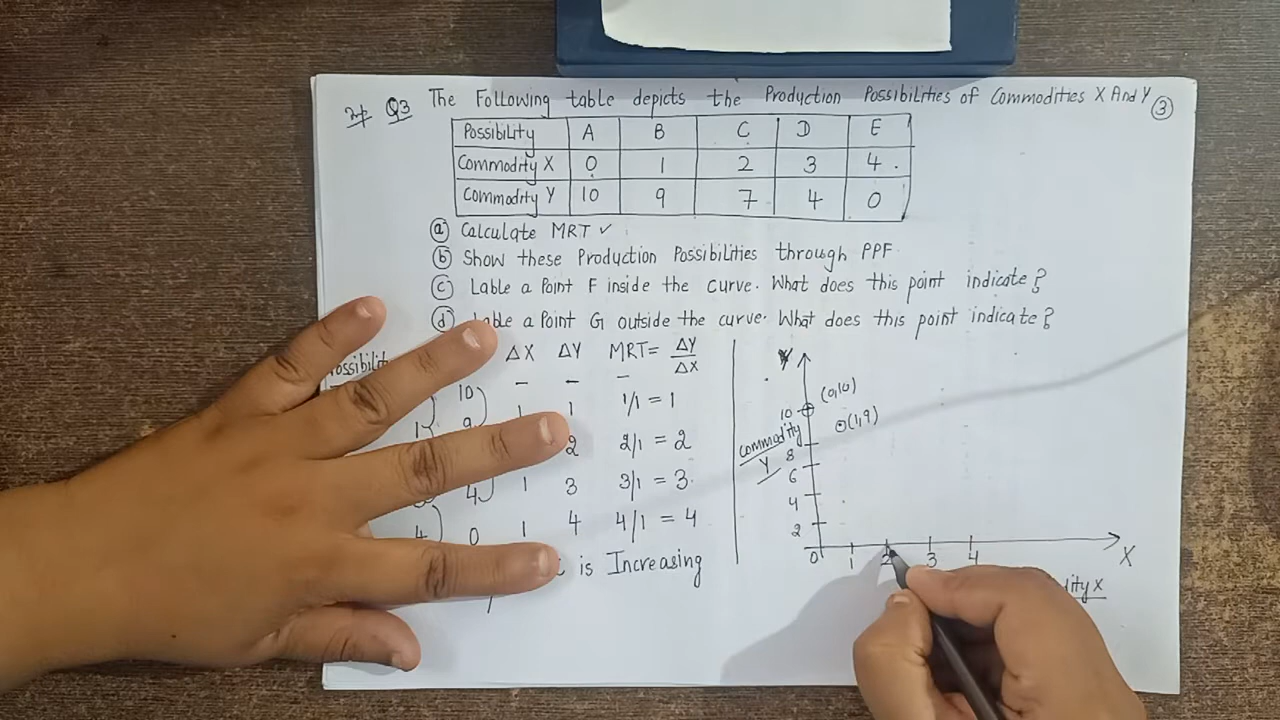 Imp Q3 The Following table depicts the Production Possibilities of Commodities X And Y ③
Possibility A B C D E
Commodity X 0 1 2 3 4 .
Commodity Y 10 9 7 4 0
ⓐ Calculate MRT ✓
ⓑ Show these Production Possibilities through PPF.
ⓒ Lable a Point F inside the curve. What does this point indicate?
ⓓ Lable a Point G outside the curve. What does this point indicate?
ΔX ΔY MRT= ΔY/ΔX
- - -
10
1 9 1 1 1/1 = 1
2 2/1 = 2
4 1 3 3/1 = 3
4 0 1 4 4/1 = 4
is Increasing
Y
10 (0,10)
(1,9)
Commodity
Y
8
6
4
2
0 1 2 3 4 X